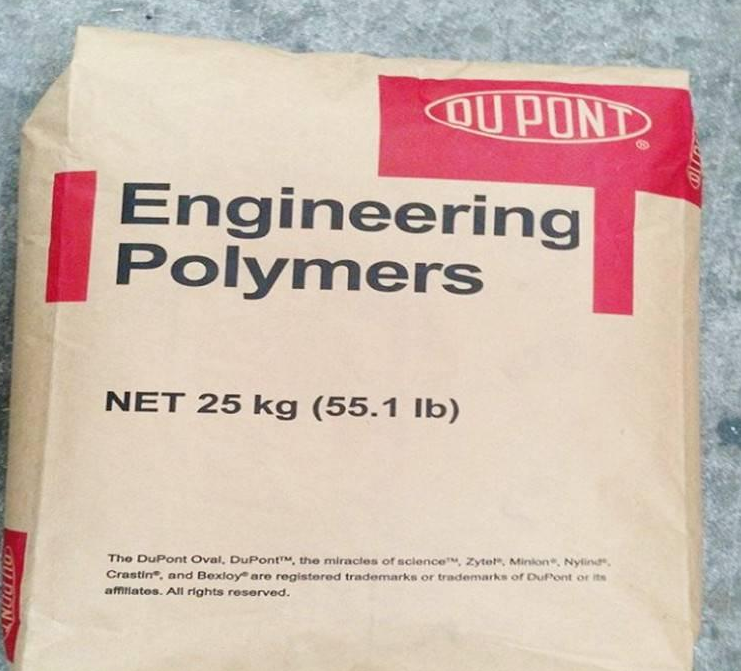 DU PONT®
DUPONT
Engineering
Polymers
NET 25 kg (55.1 lb)
The DuPont Oval, DuPont™, the miracles of science™, Zytel®, Minlon®, Nylind®,
Crastin®, and Bexloy® are registered trademarks or trademarks of DuPont or its
affiliates. All rights reserved.